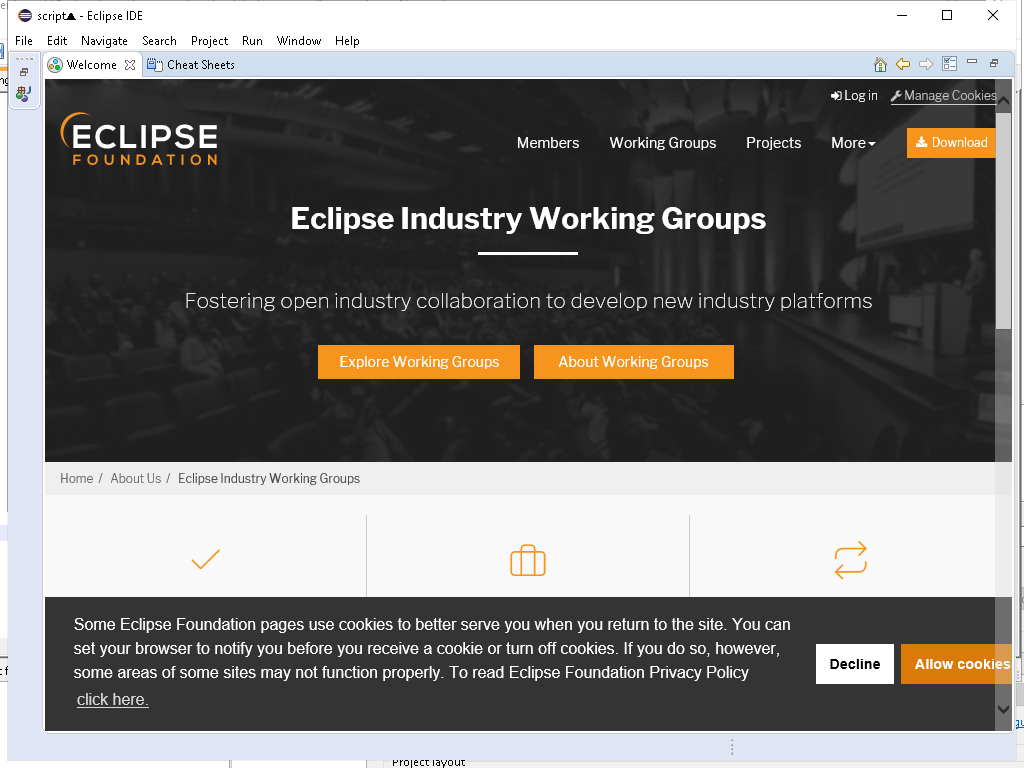 script▲ - Eclipse IDE
File Edit Navigate Search Project Run Window Help
Welcome Cheat Sheets
Log in Manage Cookies
ECLIPSE
FOUNDATION
Members Working Groups Projects More Download
Eclipse Industry Working Groups
Fostering open industry collaboration to develop new industry platforms
Explore Working Groups About Working Groups
Home / About Us / Eclipse Industry Working Groups
Some Eclipse Foundation pages use cookies to better serve you when you return to the site. You can
set your browser to notify you before you receive a cookie or turn off cookies. If you do so, however,
some areas of some sites may not function properly. To read Eclipse Foundation Privacy Policy
click here.
Decline Allow cookies
Project layout